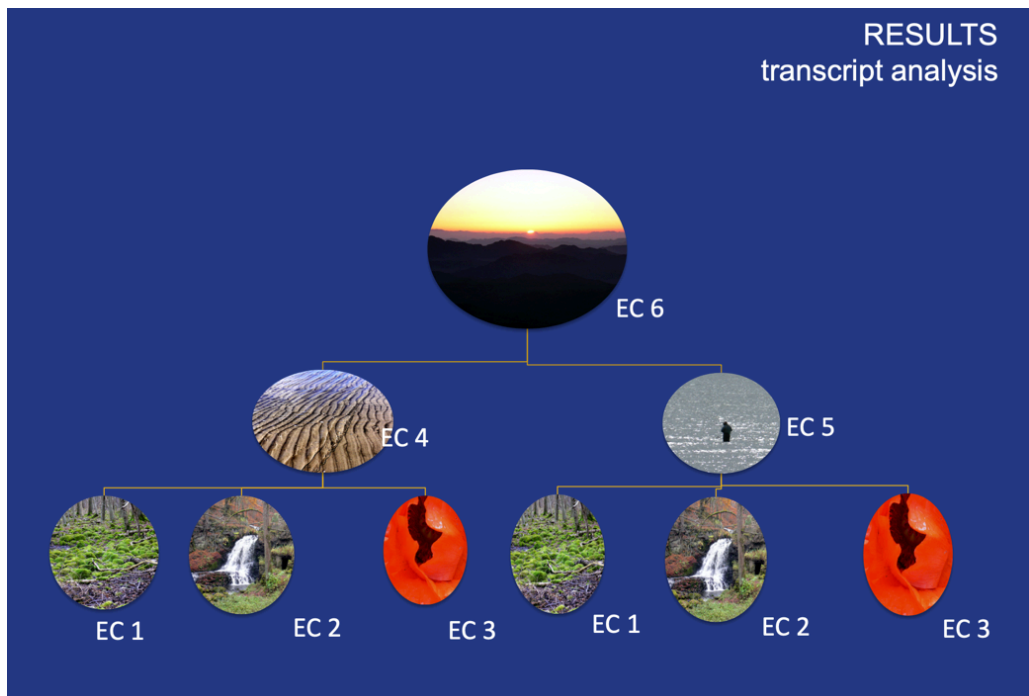 RESULTS
transcript analysis
EC 6
EC 4
EC 5
EC 1
EC 2
EC 3
EC 1
EC 2
EC 3